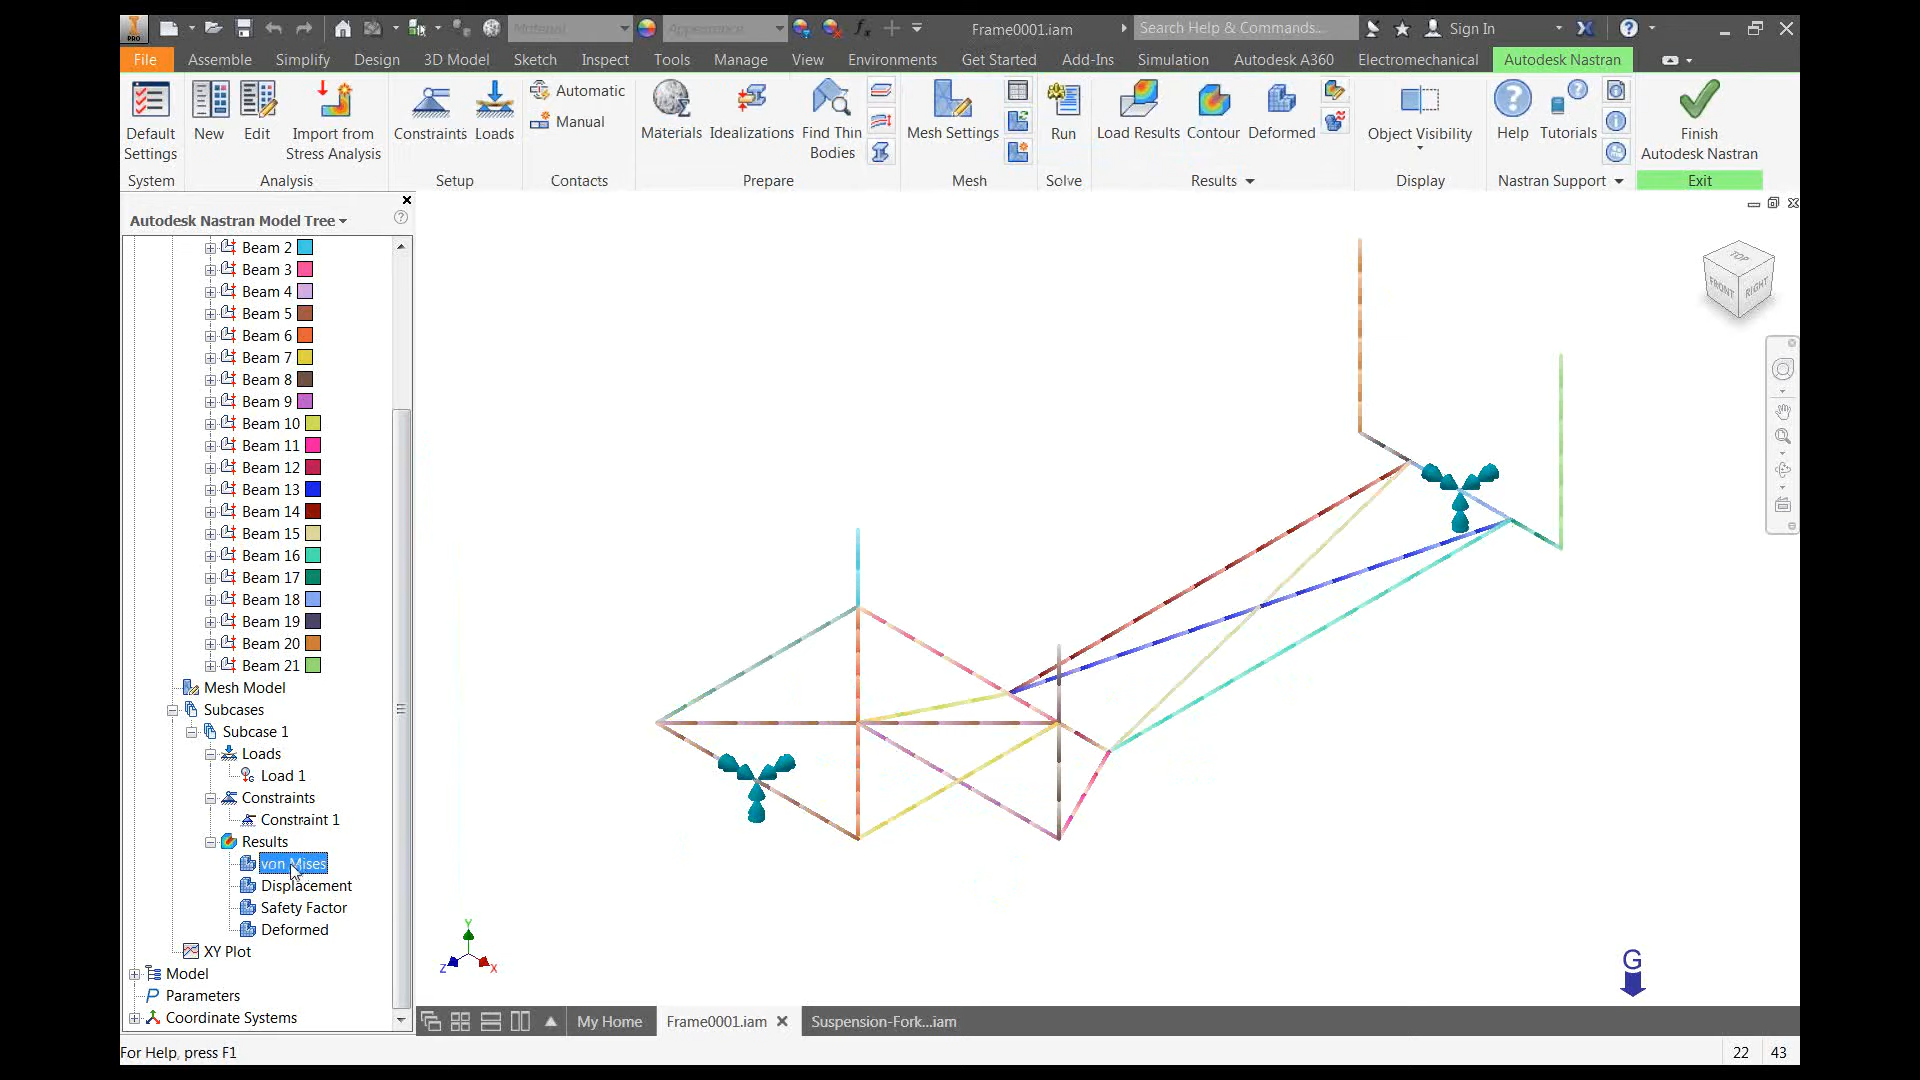 PRO
Material
Appearance
Frame0001.iam
Search Help & Commands...
Sign In
File
Assemble
Simplify
Design
3D Model
Sketch
Inspect
Tools
Manage
View
Environments
Get Started
Add-Ins
Simulation
Autodesk A360
Electromechanical
Autodesk Nastran
Default Settings
New
Edit
Import from Stress Analysis
Constraints
Loads
Automatic
Manual
Materials
Idealizations
Find Thin Bodies
Mesh Settings
Run
Load Results
Contour
Deformed
Object Visibility
Help
Tutorials
Finish Autodesk Nastran
System
Analysis
Setup
Contacts
Prepare
Mesh
Solve
Results
Display
Nastran Support
Exit
Autodesk Nastran Model Tree
Beam 2
Beam 3
Beam 4
Beam 5
Beam 6
Beam 7
Beam 8
Beam 9
Beam 10
Beam 11
Beam 12
Beam 13
Beam 14
Beam 15
Beam 16
Beam 17
Beam 18
Beam 19
Beam 20
Beam 21
Mesh Model
Subcases
Subcase 1
Loads
Load 1
Constraints
Constraint 1
Results
von Mises
Displacement
Safety Factor
Deformed
XY Plot
Model
Parameters
Coordinate Systems
TOP
FRONT
RIGHT
Y
Z
X
G
My Home
Frame0001.iam
Suspension-Fork...iam
For Help, press F1
22
43